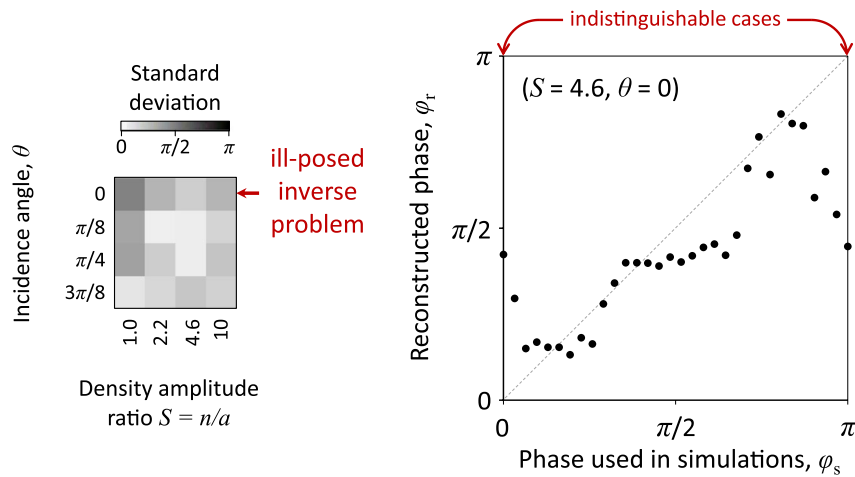 Standard
deviation
0 π/2 π
Incidence angle, θ
0
π/8
π/4
3π/8
1.0 2.2 4.6 10
Density amplitude
ratio S = n/a
ill-posed
inverse
problem
indistinguishable cases
(S = 4.6, θ = 0)
Reconstructed phase, φr
π
π/2
0
0 π/2 π
Phase used in simulations, φs